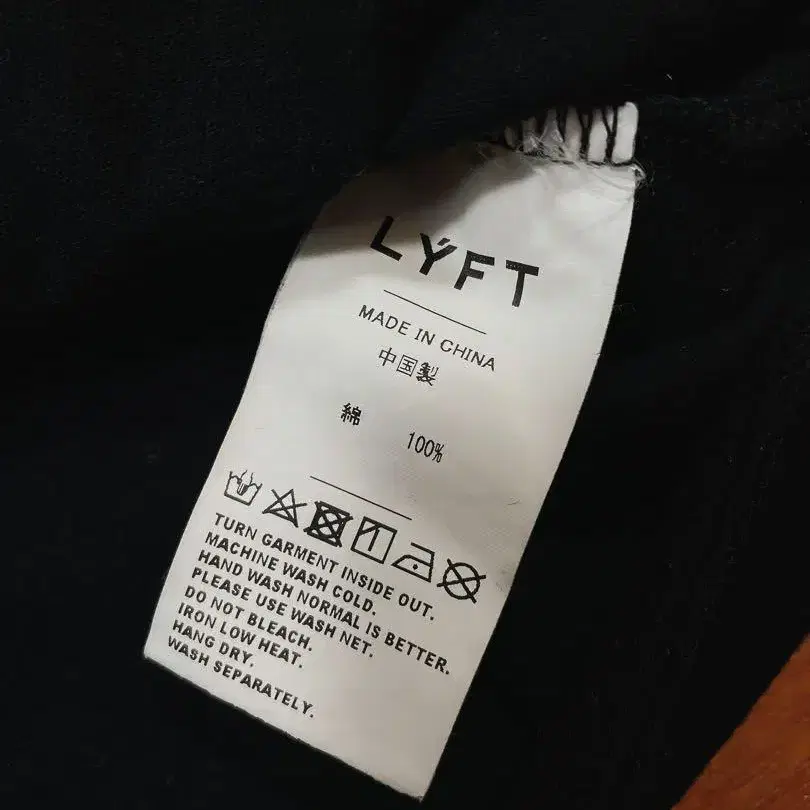 LÝFT
MADE IN CHINA
中国製
綿 100%
TURN GARMENT INSIDE OUT.
MACHINE WASH COLD.
HAND WASH NORMAL IS BETTER.
PLEASE USE WASH NET.
DO NOT BLEACH.
IRON LOW HEAT.
HANG DRY.
WASH SEPARATELY.